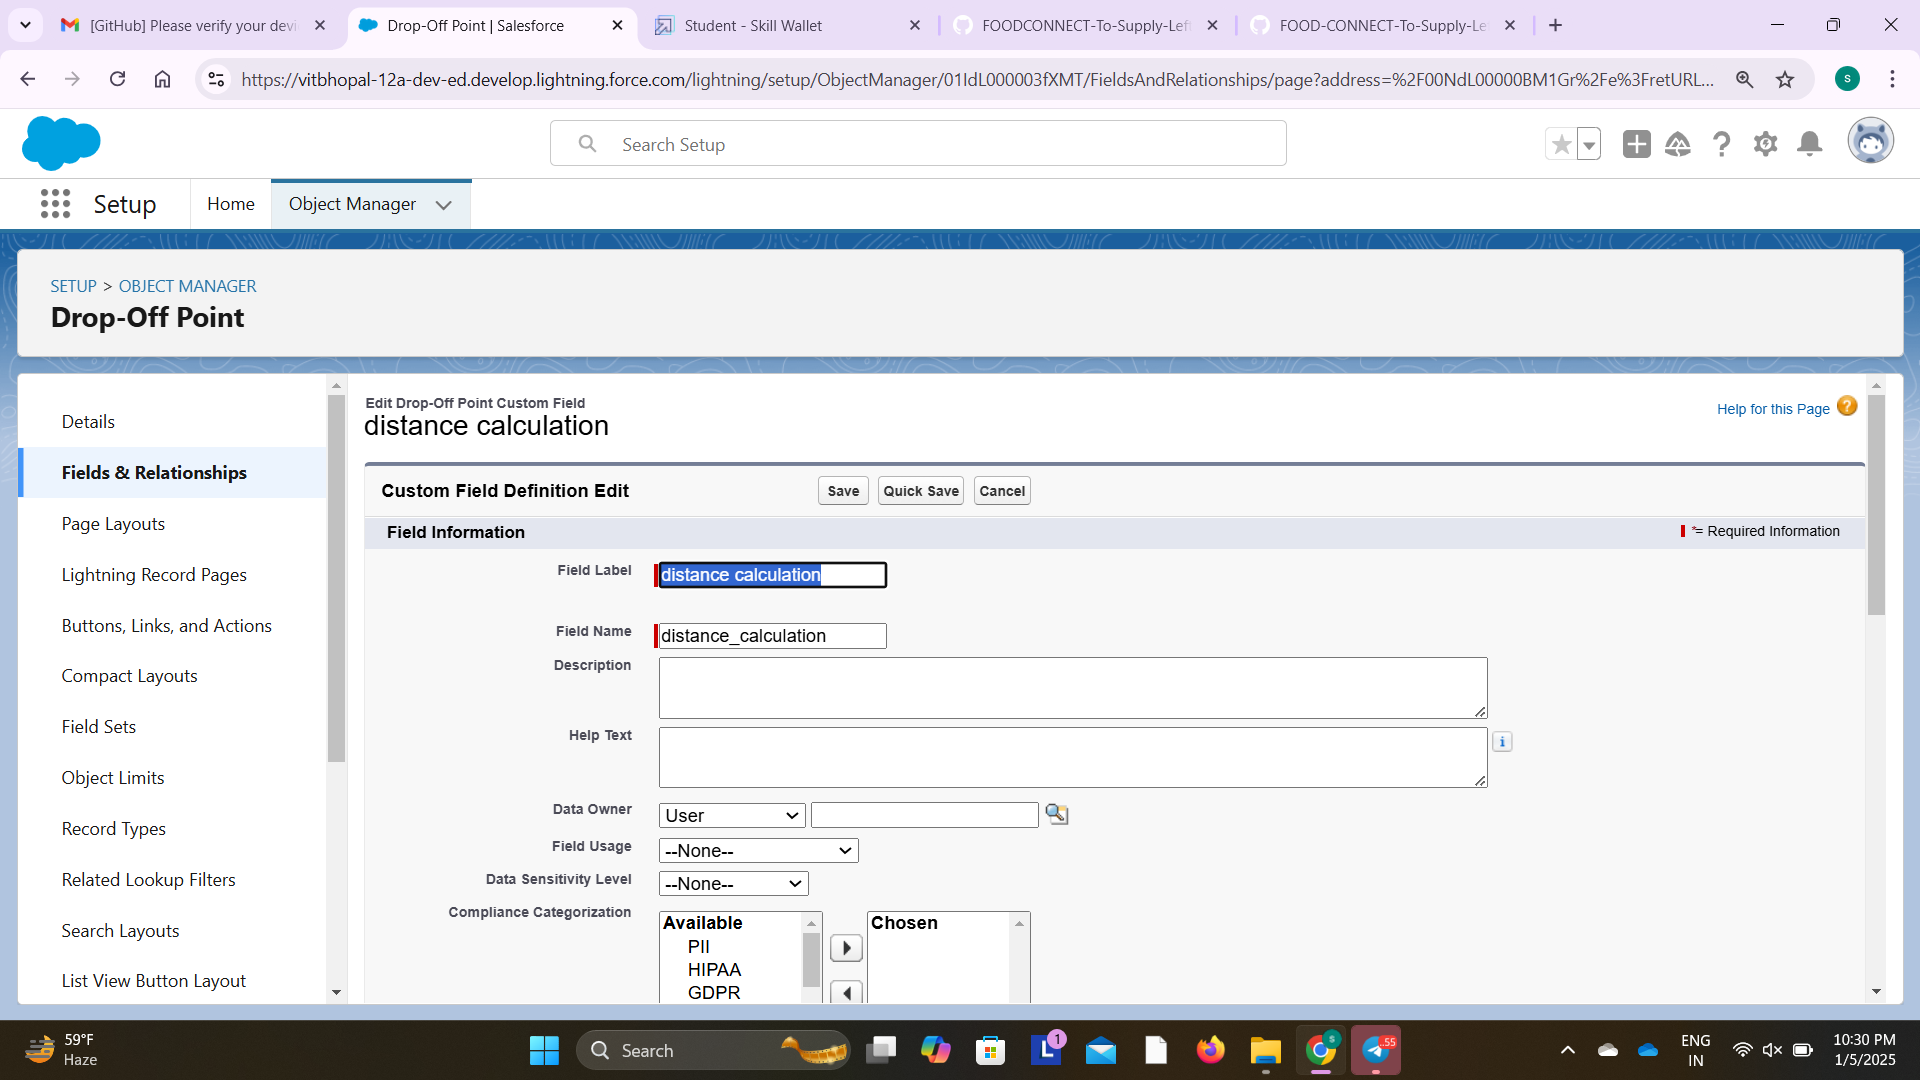 [GitHub] Please verify your devi
Drop-Off Point | Salesforce
Student - Skill Wallet
FOODCONNECT-To-Supply-Left
FOOD-CONNECT-To-Supply-Le
https://vitbhopal-12a-dev-ed.develop.lightning.force.com/lightning/setup/ObjectManager/01IdL000003fXMT/FieldsAndRelationships/page?address=%2F00NdL00000BM1Gr%2Fe%3FretURL...
S
Search Setup
Setup
Home
Object Manager
SETUP > OBJECT MANAGER
Drop-Off Point
Details
Fields & Relationships
Page Layouts
Lightning Record Pages
Buttons, Links, and Actions
Compact Layouts
Field Sets
Object Limits
Record Types
Related Lookup Filters
Search Layouts
List View Button Layout
Edit Drop-Off Point Custom Field
distance calculation
Help for this Page
Custom Field Definition Edit
Save
Quick Save
Cancel
Field Information
*= Required Information
Field Label
distance calculation
Field Name
distance_calculation
Description
Help Text
i
Data Owner
User
Field Usage
--None--
Data Sensitivity Level
--None--
Compliance Categorization
Available
PII
HIPAA
GDPR
Chosen
59°F
Haze
Search
L
1
S
..55
ENG
IN
10:30 PM
1/5/2025